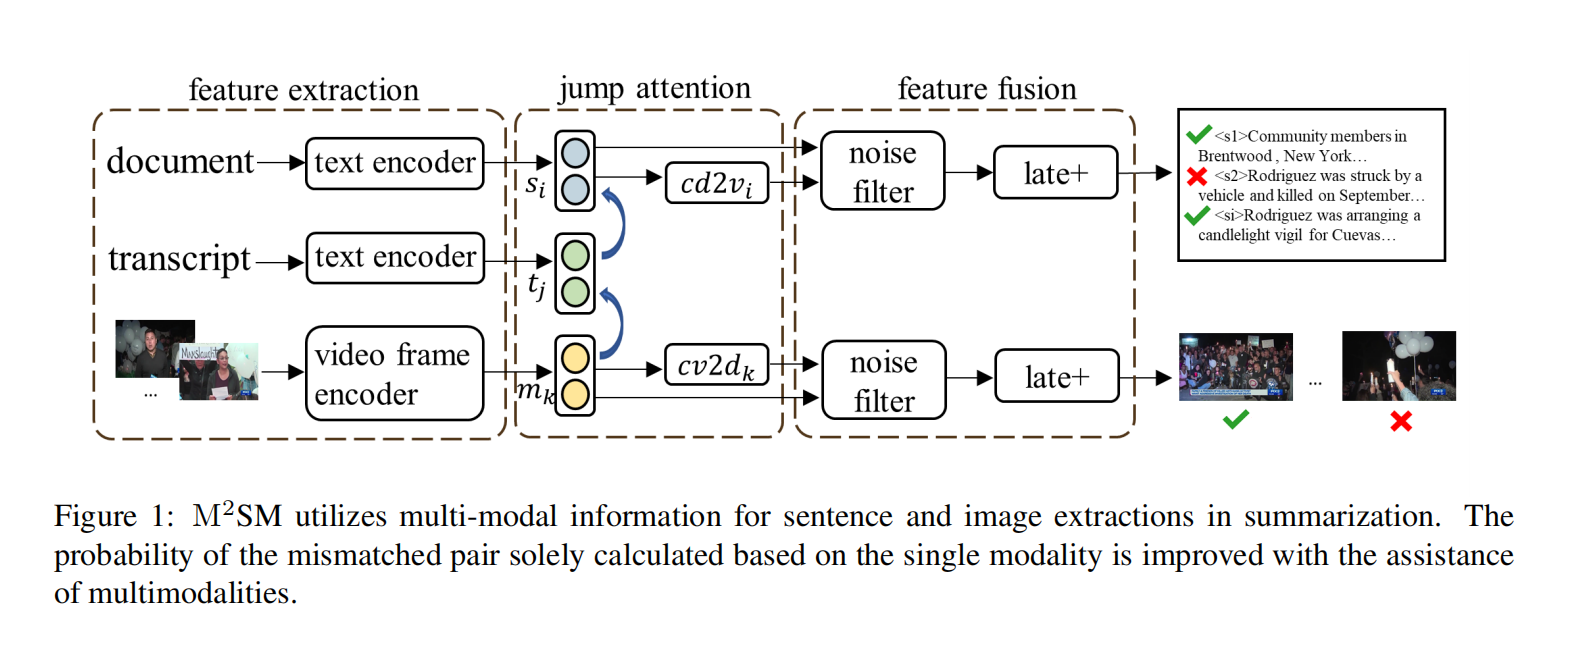 feature extraction
jump attention
feature fusion
document
text encoder
s_i
cd2v_i
noise
filter
late+
<s1>Community members in
Brentwood , New York…
<s2>Rodriguez was struck by a
vehicle and killed on September…
<si>Rodriguez was arranging a
candlelight vigil for Cuevas…
transcript
text encoder
t_j
...
video frame
encoder
m_k
cv2d_k
noise
filter
late+
...
Figure 1: M²SM utilizes multi-modal information for sentence and image extractions in summarization. The
probability of the mismatched pair solely calculated based on the single modality is improved with the assistance
of multimodalities.